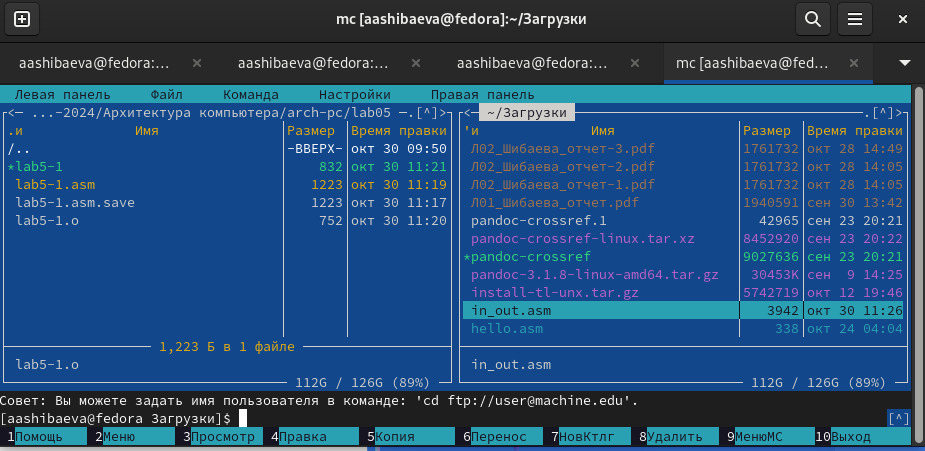 mc [aashibaeva@fedora]:~/Загрузки
aashibaeva@fedora:... × aashibaeva@fedora:... × aashibaeva@fedora:... × mc [aashibaeva@fed... ×
Левая панель Файл Команда Настройки Правая панель
<─ ...-2024/Архитектура компьютера/arch-pc/lab05 ─.[^]>
.и Имя Размер Время правки
/.. -ВВЕРХ- окт 30 09:50
*lab5-1 832 окт 30 11:21
lab5-1.asm 1223 окт 30 11:19
lab5-1.asm.save 1223 окт 30 11:17
lab5-1.o 752 окт 30 11:20
1,223 Б в 1 файле
lab5-1.o
112G / 126G (89%)
<─ ~/Загрузки .[^]>
'и Имя Размер Время правки
Л02_Шибаева_отчет-3.pdf 1761732 окт 28 14:49
Л02_Шибаева_отчет-2.pdf 1761732 окт 28 14:05
Л02_Шибаева_отчет-1.pdf 1761732 окт 28 14:05
Л01_Шибаева_отчет.pdf 1940591 сен 30 13:42
pandoc-crossref.1 42965 сен 23 20:21
pandoc-crossref-linux.tar.xz 8452920 сен 23 20:22
*pandoc-crossref 9027636 сен 23 20:21
pandoc-3.1.8-linux-amd64.tar.gz 30453K сен 9 14:25
install-tl-unx.tar.gz 5742719 окт 12 19:46
in_out.asm 3942 окт 30 11:26
hello.asm 338 окт 24 04:04
in_out.asm
112G / 126G (89%)
Совет: Вы можете задать имя пользователя в команде: 'cd ftp://user@machine.edu'.
[aashibaeva@fedora Загрузки]$ [^]
1Помощь 2Меню 3Просмотр 4Правка 5Копия 6Перенос 7НовКтлг 8Удалить 9МенюМС 10Выход